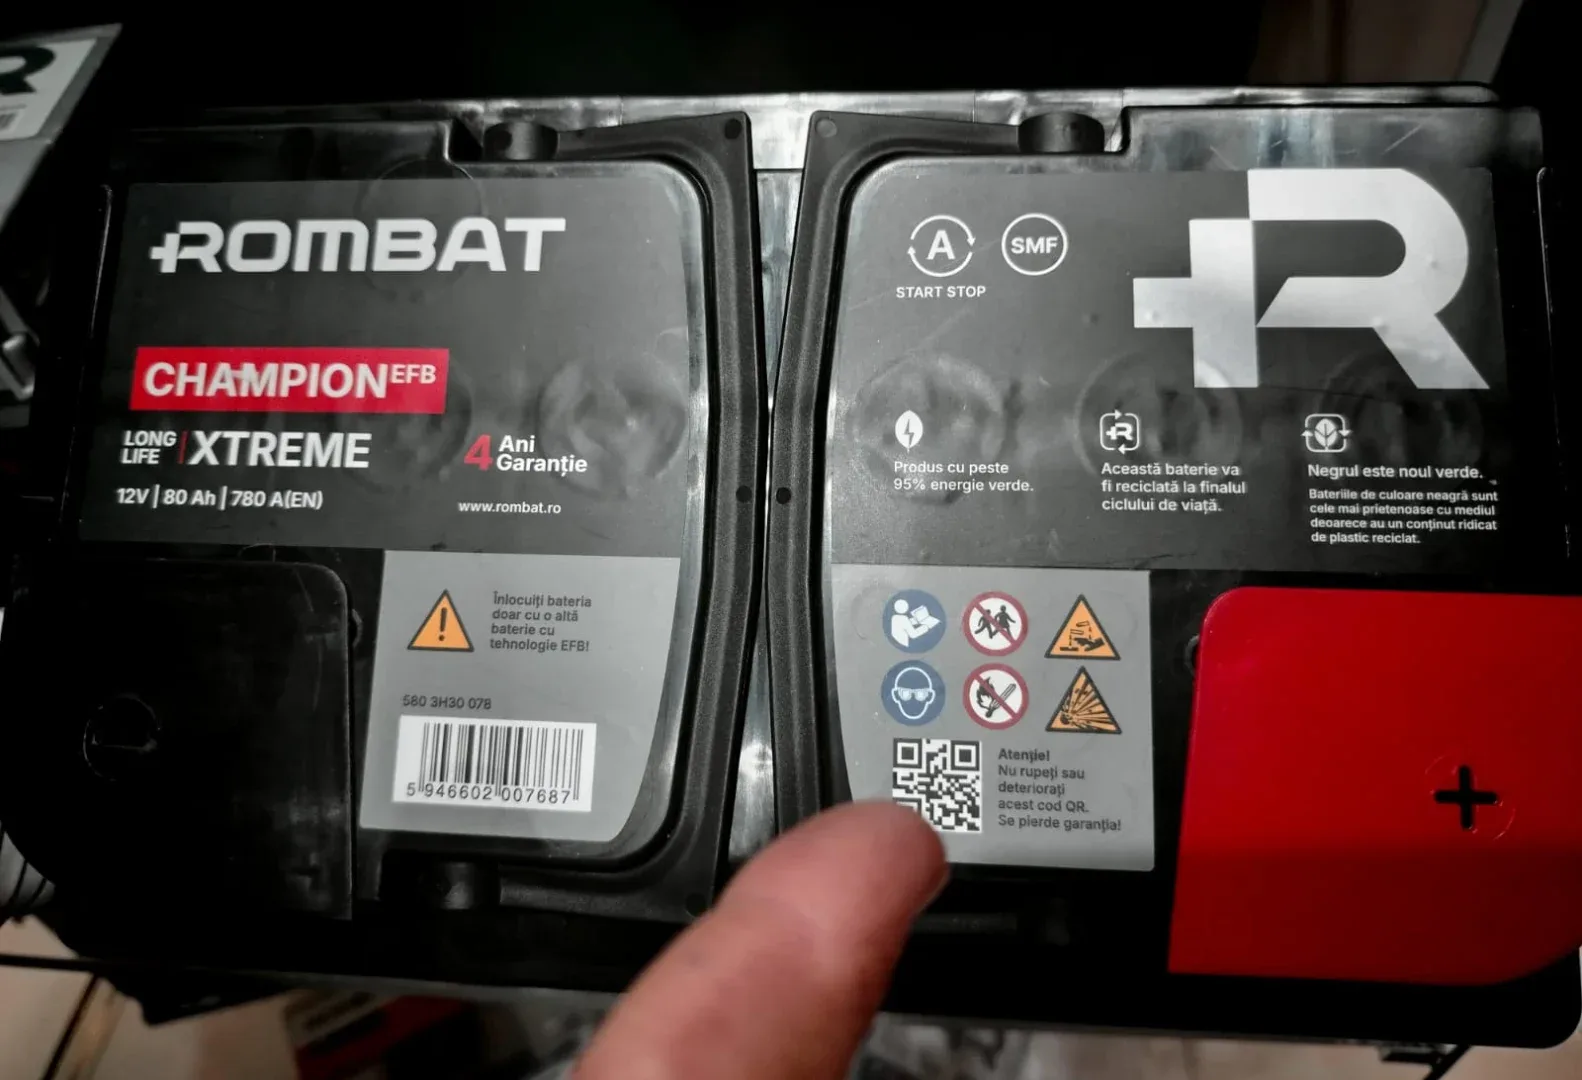 ROMBAT
CHAMPION EFB
LONG LIFE XTREME
12V | 80 Ah | 780 A(EN)
4 Ani
Garanție
www.rombat.ro
Înlocuiți bateria
doar cu o altă
baterie cu
tehnologie EFB!
580 3H30 078
5 946602 007687
A
START STOP
SMF
R
Produs cu peste
95% energie verde.
R
Această baterie va
fi reciclată la finalul
ciclului de viață.
Negrul este noul verde.
Bateriile de culoare neagră sunt
cele mai prietenoase cu mediul
deoarece au un conținut ridicat
de plastic reciclat.
Atenție!
Nu rupeți sau
deteriorați
acest cod QR.
Se pierde garanția!
+